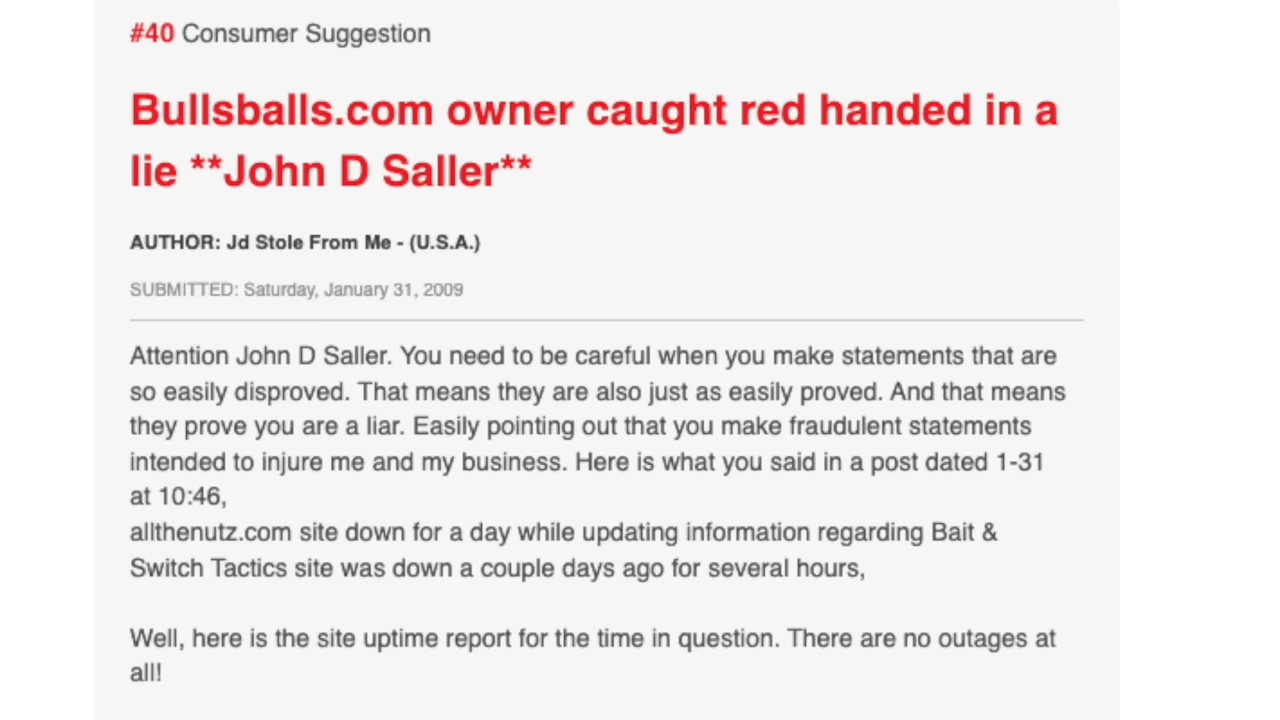 #40 Consumer Suggestion
Bullsballs.com owner caught red handed in a
lie **John D Saller**
AUTHOR: Jd Stole From Me - (U.S.A.)
SUBMITTED: Saturday, January 31, 2009
Attention John D Saller. You need to be careful when you make statements that are
so easily disproved. That means they are also just as easily proved. And that means
they prove you are a liar. Easily pointing out that you make fraudulent statements
intended to injure me and my business. Here is what you said in a post dated 1-31
at 10:46,
allthenutz.com site down for a day while updating information regarding Bait &
Switch Tactics site was down a couple days ago for several hours,
Well, here is the site uptime report for the time in question. There are no outages at
all!